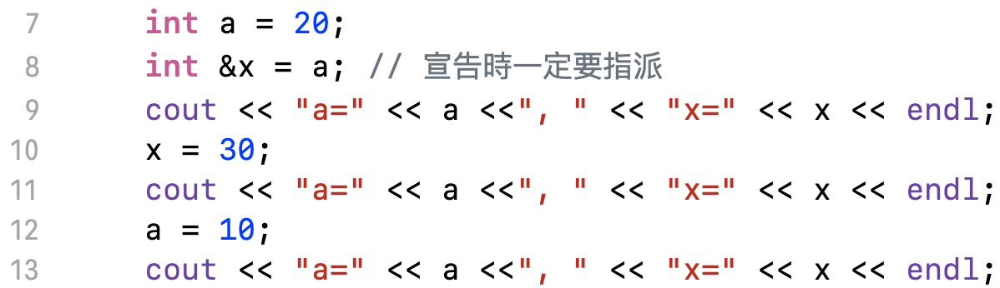 7 int a = 20;
8 int &x = a; // 宣告時一定要指派
9 cout << "a=" << a <<", " << "x=" << x << endl;
10 x = 30;
11 cout << "a=" << a <<", " << "x=" << x << endl;
12 a = 10;
13 cout << "a=" << a <<", " << "x=" << x << endl;